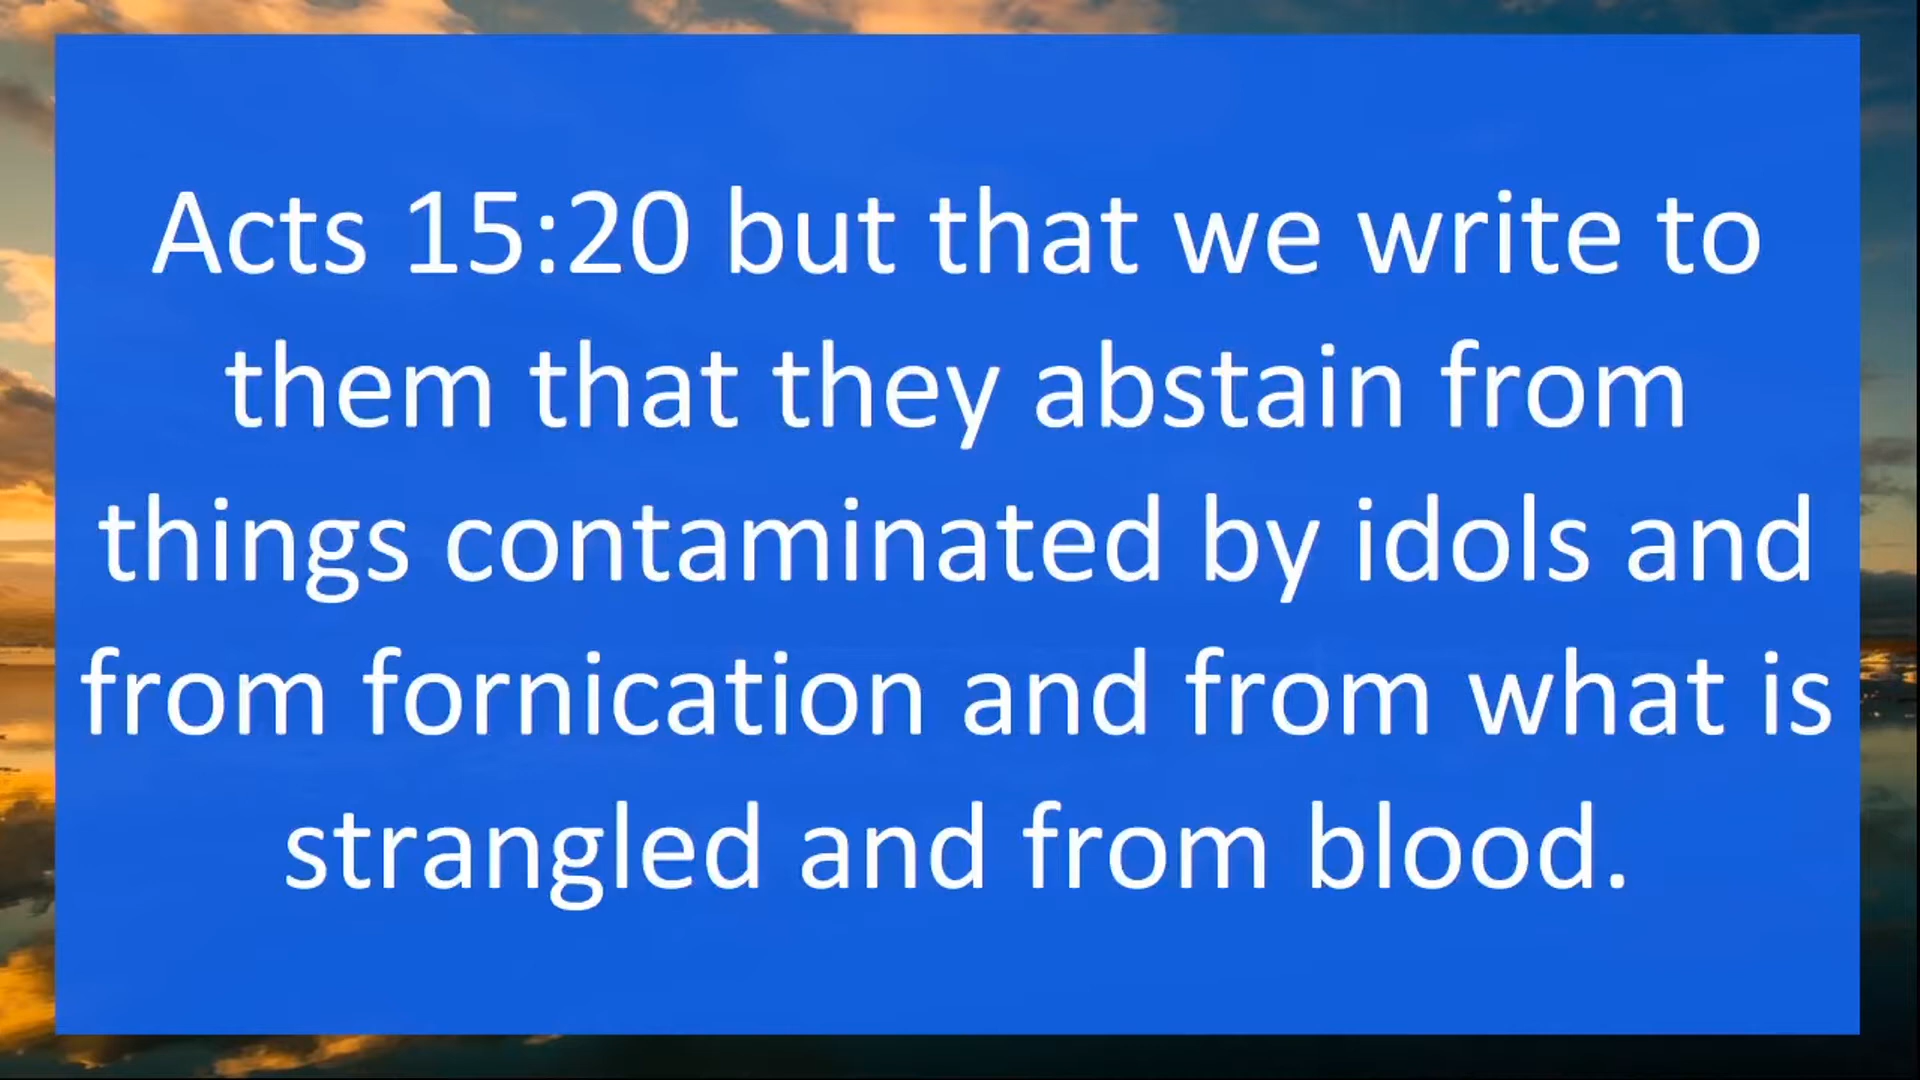 Acts 15:20 but that we write to
them that they abstain from
things contaminated by idols and
from fornication and from what is
strangled and from blood.